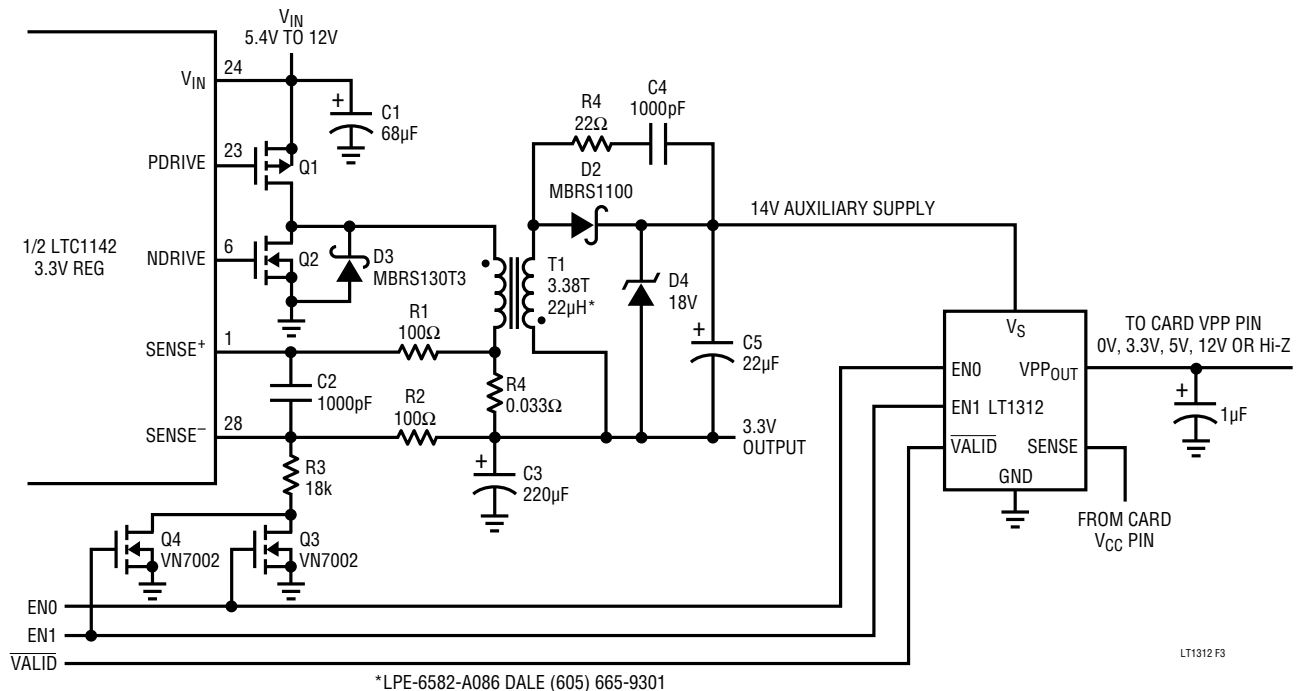 VIN
5.4V TO 12V
VIN
24
+
C1
68µF
PDRIVE
23
Q1
1/2 LTC1142
3.3V REG
NDRIVE
6
Q2
D3
MBRS130T3
R4
22Ω
C4
1000pF
D2
MBRS1100
14V AUXILIARY SUPPLY
T1
3.38T
22µH*
D4
18V
+
C5
22µF
SENSE+
1
R1
100Ω
C2
1000pF
R2
100Ω
R4
0.033Ω
SENSE–
28
3.3V
OUTPUT
+
C3
220µF
R3
18k
Q4
VN7002
Q3
VN7002
EN0
EN1
VALID
VS
EN0
VPPOUT
EN1 LT1312
VALID
SENSE
GND
TO CARD VPP PIN
0V, 3.3V, 5V, 12V OR Hi-Z
+
1µF
FROM CARD
VCC PIN
LT1312 F3
*LPE-6582-A086 DALE (605) 665-9301